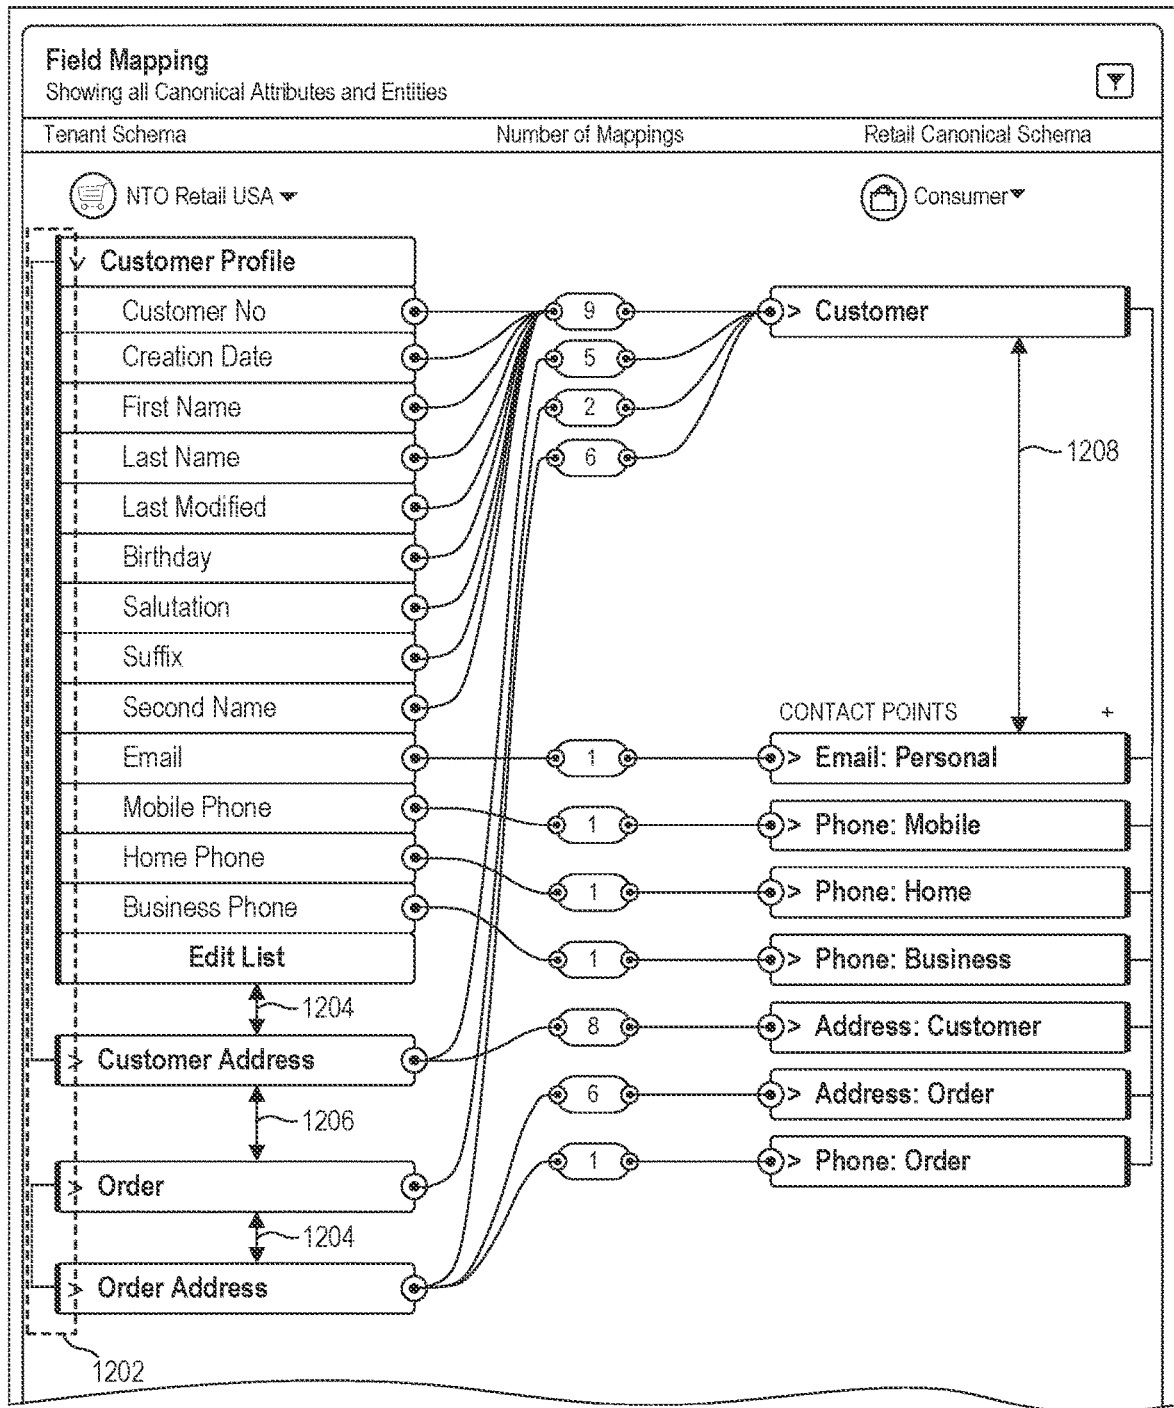 Field Mapping
Showing all Canonical Attributes and Entities
Tenant Schema Number of Mappings Retail Canonical Schema
NTO Retail USA Consumer
Customer Profile
Customer No 9 > Customer
Creation Date 5
First Name 2
Last Name 6 1208
Last Modified
Birthday
Salutation
Suffix
Second Name CONTACT POINTS +
Email 1 > Email: Personal
Mobile Phone 1 > Phone: Mobile
Home Phone 1 > Phone: Home
Business Phone 1 > Phone: Business
Edit List
1204
8 > Address: Customer
> Customer Address
6 > Address: Order
1206
1 > Phone: Order
> Order
1204
> Order Address
1202